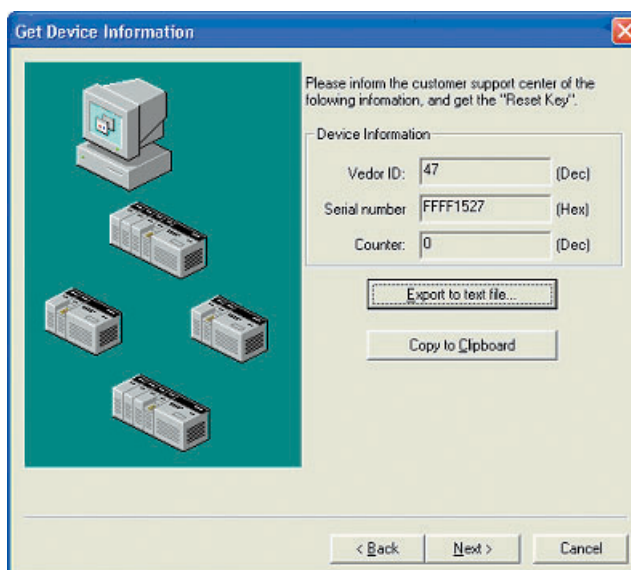 Get Device Information
Please inform the customer support center of the
folowing infomation, and get the "Reset Key".
Device Information
Vedor ID: 47 (Dec)
Serial number FFFF1527 (Hex)
Counter: 0 (Dec)
Export to text file...
Copy to Clipboard
< Back Next > Cancel